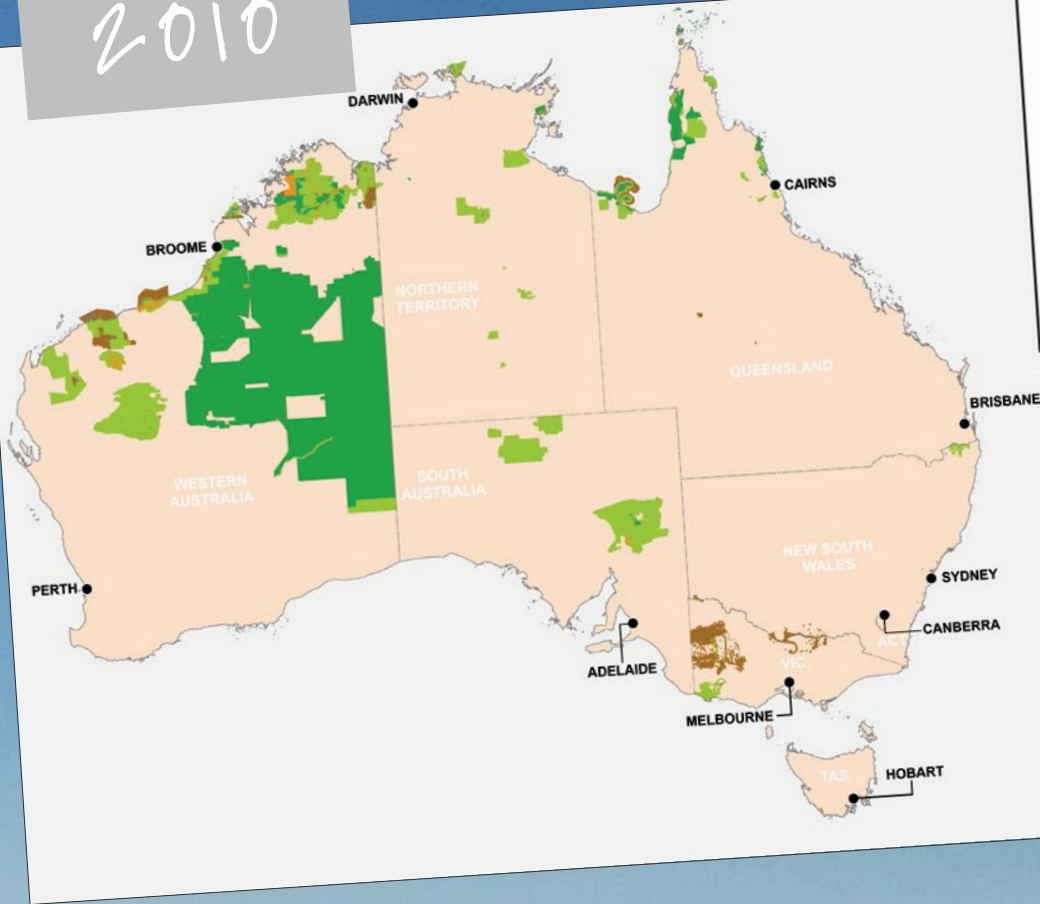 2010
DARWIN
CAIRNS
BROOME
NORTHERN
TERRITORY
QUEENSLAND
BRISBANE
WESTERN
AUSTRALIA
SOUTH
AUSTRALIA
NEW SOUTH
WALES
SYDNEY
PERTH
CANBERRA
ACT
ADELAIDE
VIC.
MELBOURNE
TAS.
HOBART